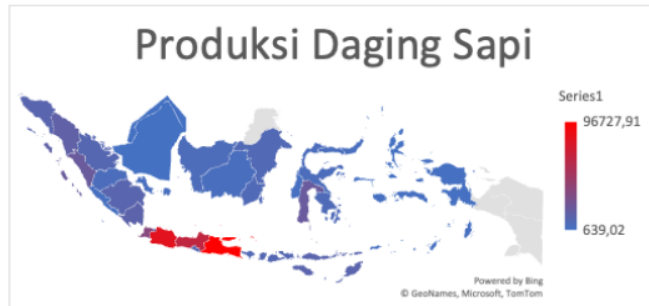 Produksi Daging Sapi
Series1
96727,91
639,02
Powered by Bing
© GeoNames, Microsoft, TomTom